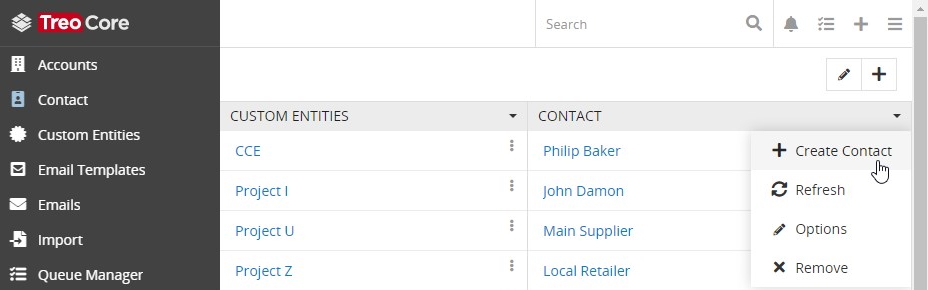 Treo Core
Search
Accounts
Contact
Custom Entities
Email Templates
Emails
Import
Queue Manager
CUSTOM ENTITIES
CCE
Project I
Project U
Project Z
CONTACT
Philip Baker
John Damon
Main Supplier
Local Retailer
Create Contact
Refresh
Options
Remove